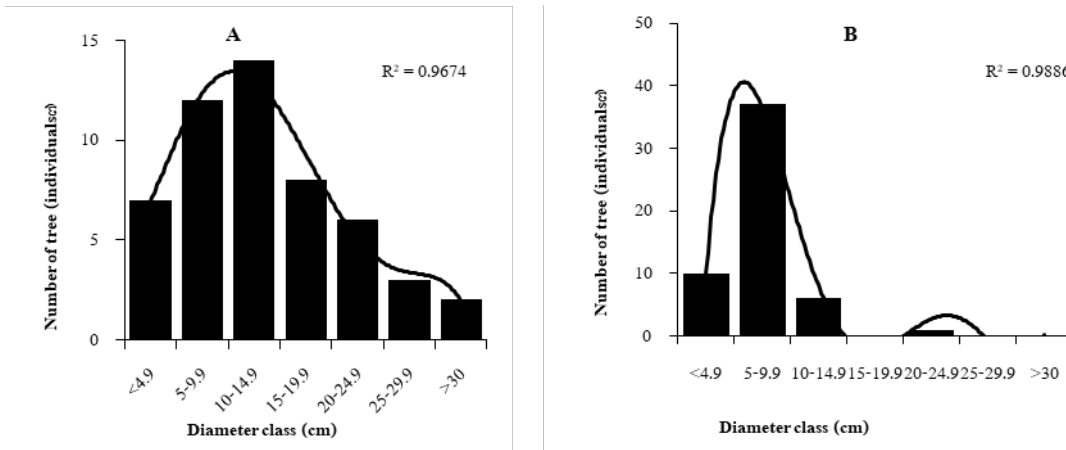 A
R² = 0.9674
Number of tree (individuals)
15
10
5
0
<4.9
5-9.9
10-14.9
15-19.9
20-24.9
25-29.9
>30
Diameter class (cm)
B
R² = 0.9886
Number of tree (individuals)
50
40
30
20
10
0
<4.9 5-9.9 10-14.9 15-19.9 20-24.9 25-29.9 >30
Diameter class (cm)